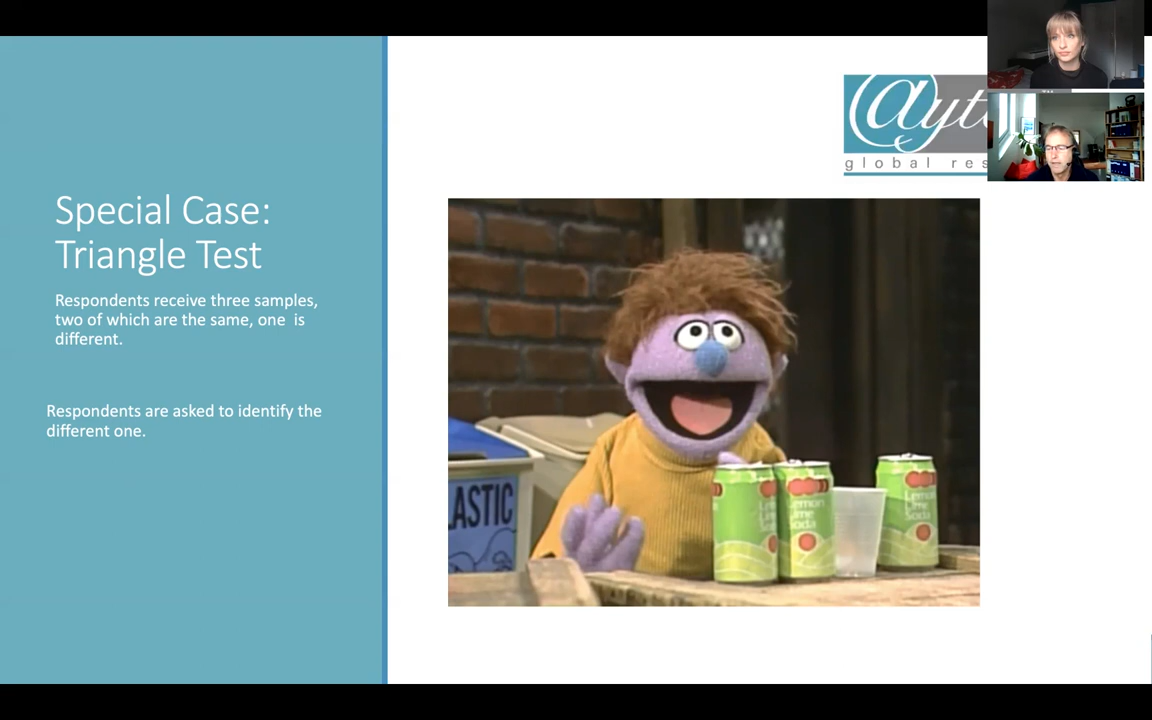 Special Case:
Triangle Test
Respondents receive three samples,
two of which are the same, one  is
different.
Respondents are asked to identify the
different one.
@yt
global res
LASTIC
Lemon
Lime
Soda
Lemon
Lime
Soda